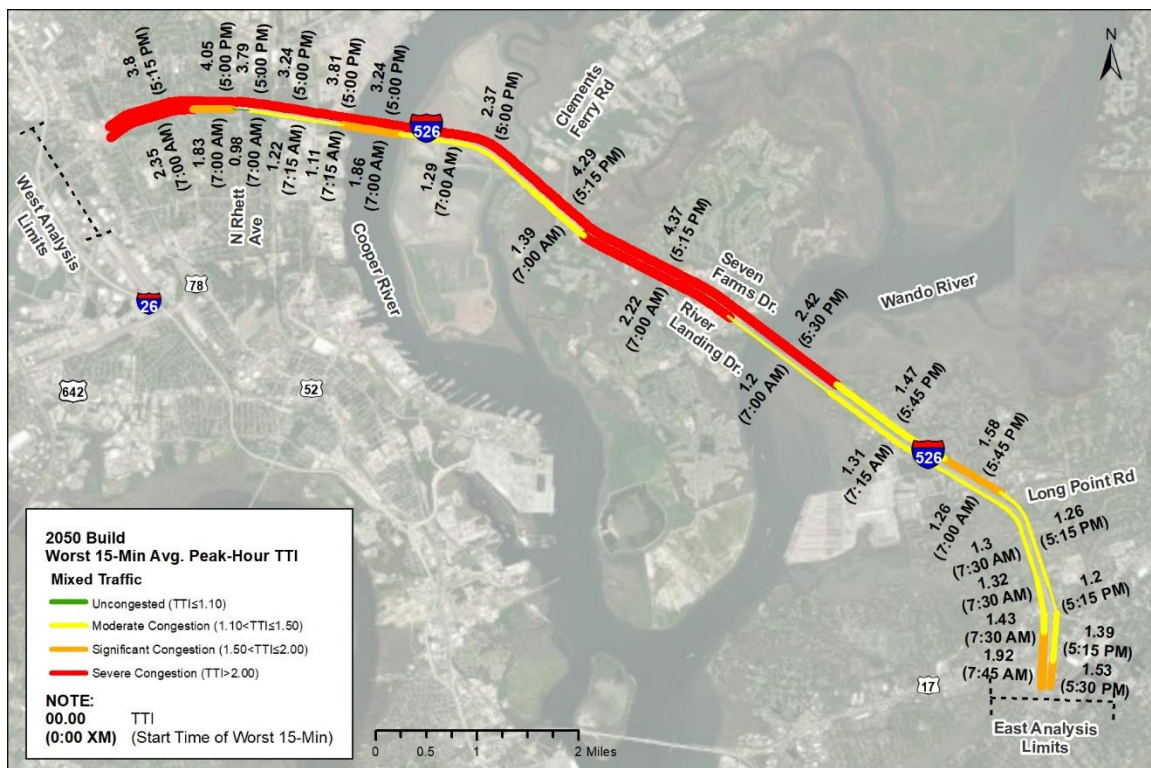 3.8
(5:15 PM)
4.05
(5:00 PM)
3.79
(5:00 PM)
3.24
(5:00 PM)
3.81
(5:00 PM)
3.24
(5:00 PM)
2.37
(5:00 PM)
Clements
Ferry Rd
N
526
4.29
(5:15 PM)
4.37
(5:15 PM)
Seven
Farms Dr.
2.42
(5:30 PM)
Wando River
1.47
(5:45 PM)
526
1.58
(5:45 PM)
Long Point Rd
1.26
(5:15 PM)
1.2
(5:15 PM)
1.39
(5:15 PM)
1.53
(5:30 PM)
West Analysis
Limits
2.35
(7:00 AM)
1.83
(7:00 AM)
0.98
(7:00 AM)
1.22
(7:15 AM)
1.11
(7:15 AM)
1.86
(7:00 AM)
1.29
(7:00 AM)
N Rhett
Ave
Cooper River
1.39
(7:00 AM)
2.22
(7:00 AM)
River
Landing Dr.
1.2
(7:00 AM)
1.31
(7:15 AM)
1.26
(7:00 AM)
1.3
(7:30 AM)
1.32
(7:30 AM)
1.43
(7:30 AM)
1.92
(7:45 AM)
78
26
642
52
17
East Analysis
Limits
2050 Build
Worst 15-Min Avg. Peak-Hour TTI
Mixed Traffic
Uncongested (TTI≤1.10)
Moderate Congestion (1.10<TTI≤1.50)
Significant Congestion (1.50<TTI≤2.00)
Severe Congestion (TTI>2.00)
NOTE:
00.00 TTI
(0:00 XM) (Start Time of Worst 15-Min)
0 0.5 1 2 Miles